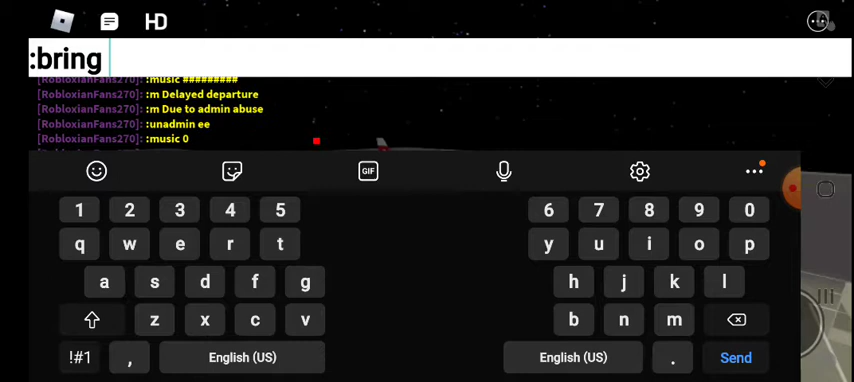 HD
:bring
[RobloxianFans270]: :music #########
[RobloxianFans270]: :m Delayed departure
[RobloxianFans270]: :m Due to admin abuse
[RobloxianFans270]: :unadmin ee
[RobloxianFans270]: :music 0
GIF
1 2 3 4 5 6 7 8 9 0
q w e r t y u i o p
a s d f g h j k l
z x c v b n m
!#1 , English (US) English (US) . Send